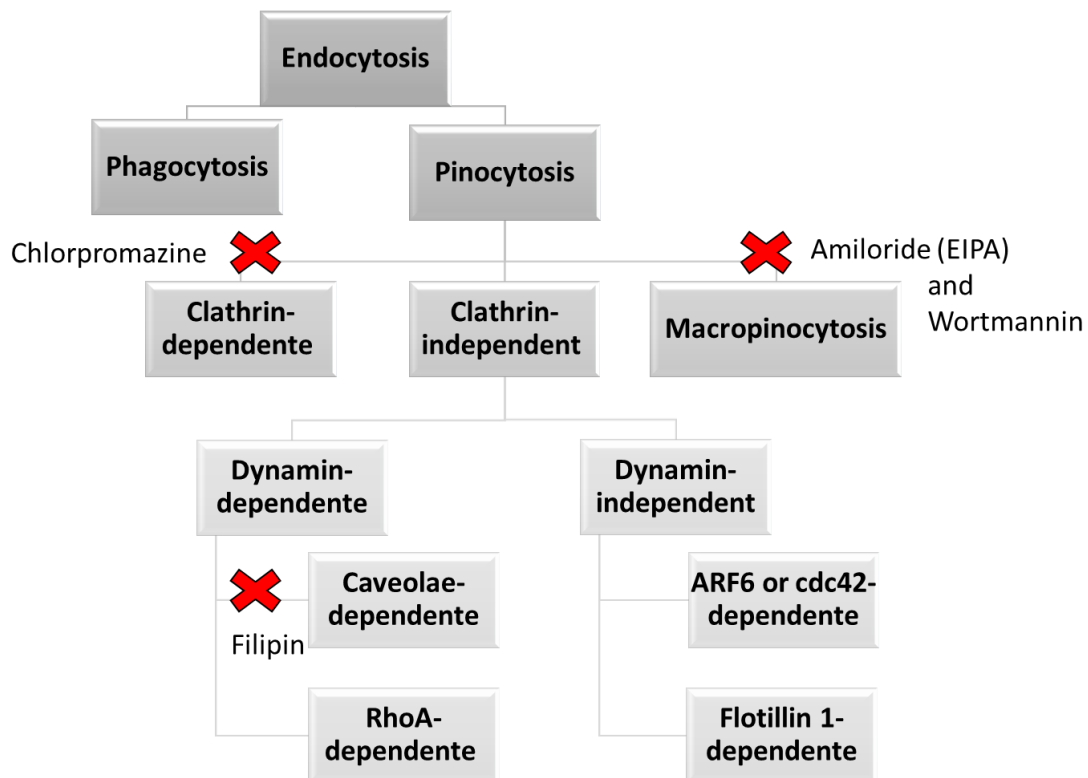 Endocytosis
Phagocytosis
Pinocytosis
Chlorpromazine
Amiloride (EIPA)
and
Wortmannin
Clathrin-
dependente
Clathrin-
independent
Macropinocytosis
Dynamin-
dependente
Dynamin-
independent
Caveolae-
dependente
ARF6 or cdc42-
dependente
Filipin
RhoA-
dependente
Flotillin 1-
dependente